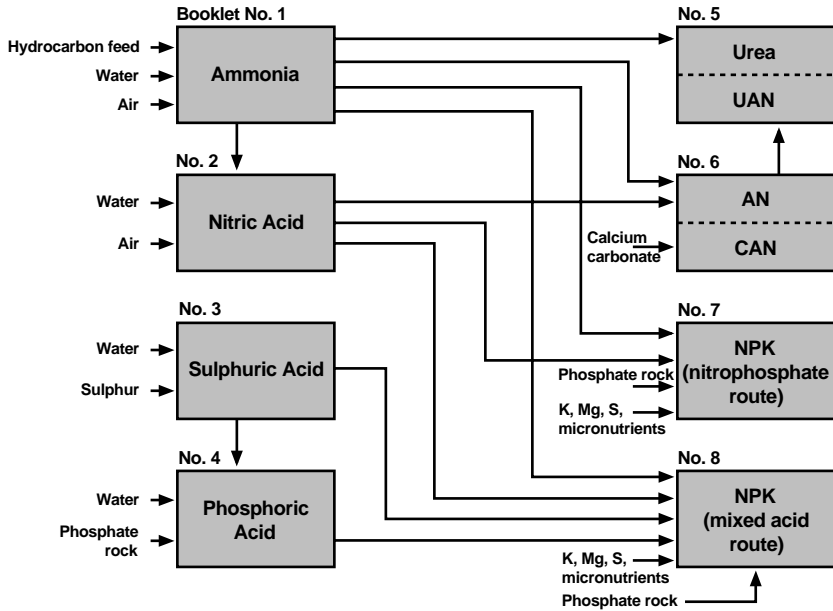 Booklet No. 1
Hydrocarbon feed
Water
Air
Ammonia
No. 2
Water
Air
Nitric Acid
No. 3
Water
Sulphur
Sulphuric Acid
No. 4
Water
Phosphate
rock
Phosphoric
Acid
No. 5
Urea
UAN
No. 6
AN
Calcium
carbonate
CAN
No. 7
Phosphate rock
K, Mg, S,
micronutrients
NPK
(nitrophosphate
route)
No. 8
NPK
(mixed acid
route)
K, Mg, S,
micronutrients
Phosphate rock